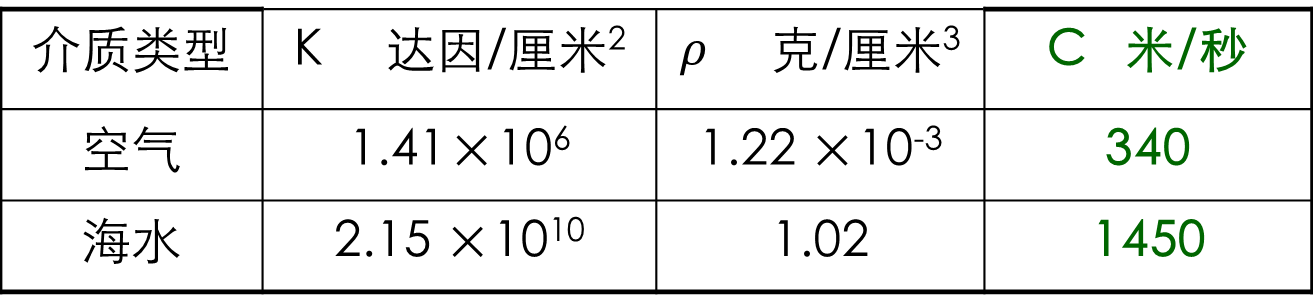 介质类型 K 达因/厘米² ρ 克/厘米³ C 米/秒
空气 1.41×10⁶ 1.22 ×10⁻³ 340
海水 2.15 ×10¹⁰ 1.02 1450